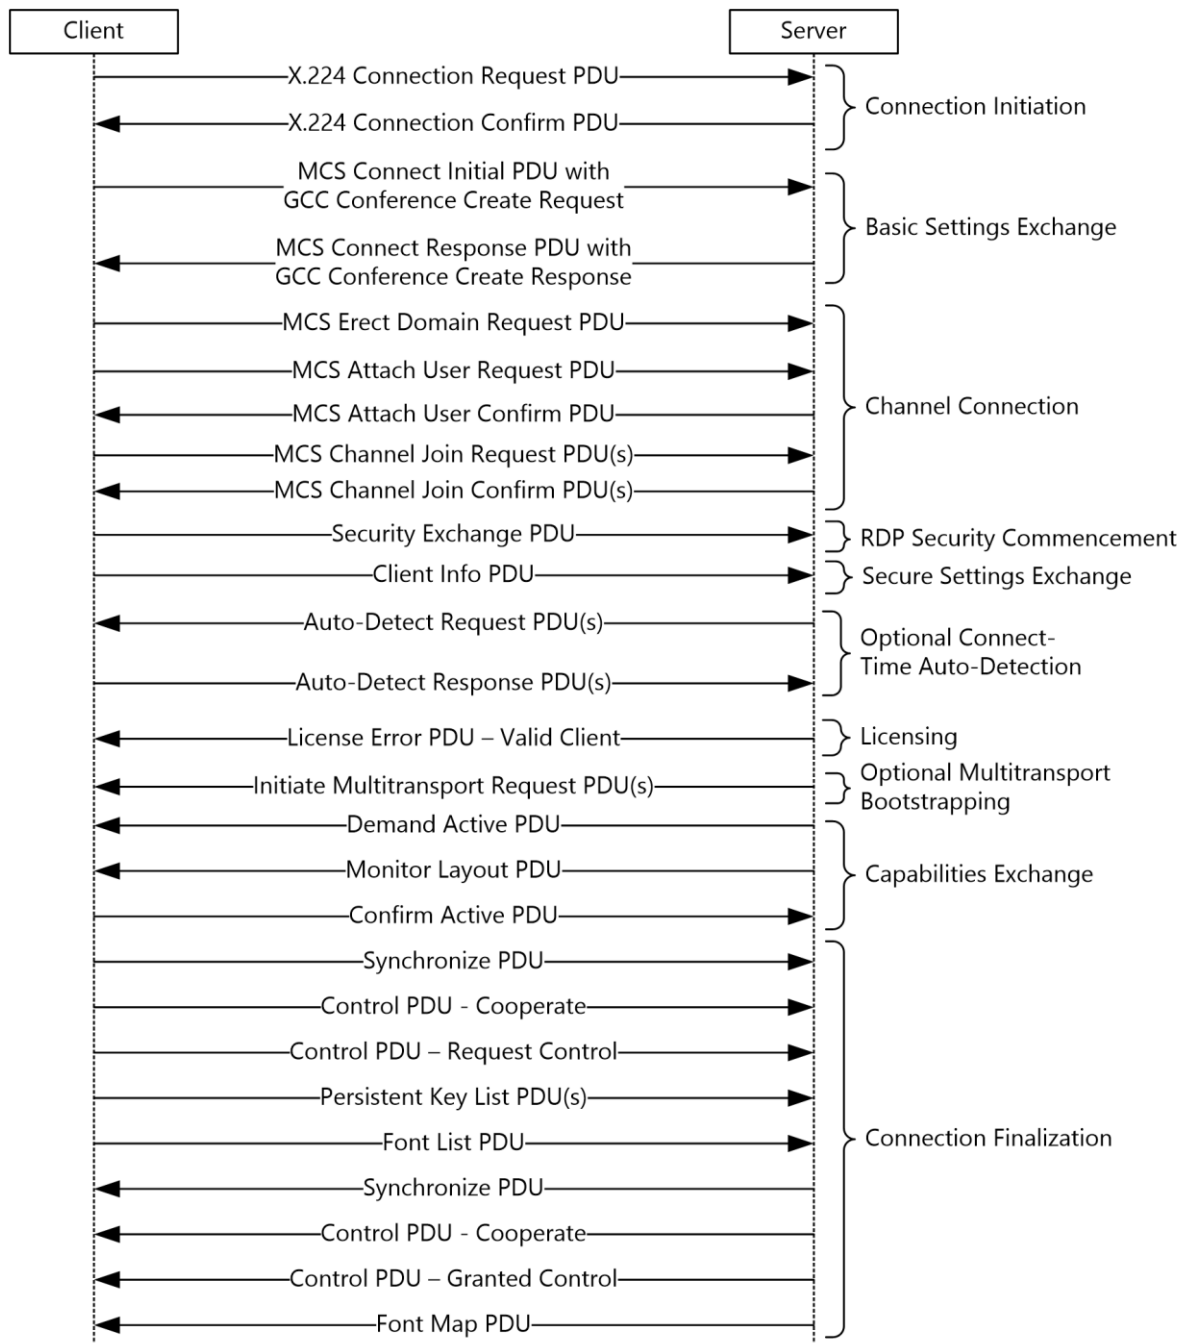 Client
Server
X.224 Connection Request PDU
Connection Initiation
X.224 Connection Confirm PDU
MCS Connect Initial PDU with
GCC Conference Create Request
Basic Settings Exchange
MCS Connect Response PDU with
GCC Conference Create Response
MCS Erect Domain Request PDU
MCS Attach User Request PDU
Channel Connection
MCS Attach User Confirm PDU
MCS Channel Join Request PDU(s)
MCS Channel Join Confirm PDU(s)
Security Exchange PDU
RDP Security Commencement
Client Info PDU
Secure Settings Exchange
Auto-Detect Request PDU(s)
Optional Connect-
Time Auto-Detection
Auto-Detect Response PDU(s)
License Error PDU – Valid Client
Licensing
Initiate Multitransport Request PDU(s)
Optional Multitransport
Bootstrapping
Demand Active PDU
Monitor Layout PDU
Capabilities Exchange
Confirm Active PDU
Synchronize PDU
Control PDU - Cooperate
Control PDU – Request Control
Persistent Key List PDU(s)
Font List PDU
Connection Finalization
Synchronize PDU
Control PDU - Cooperate
Control PDU – Granted Control
Font Map PDU